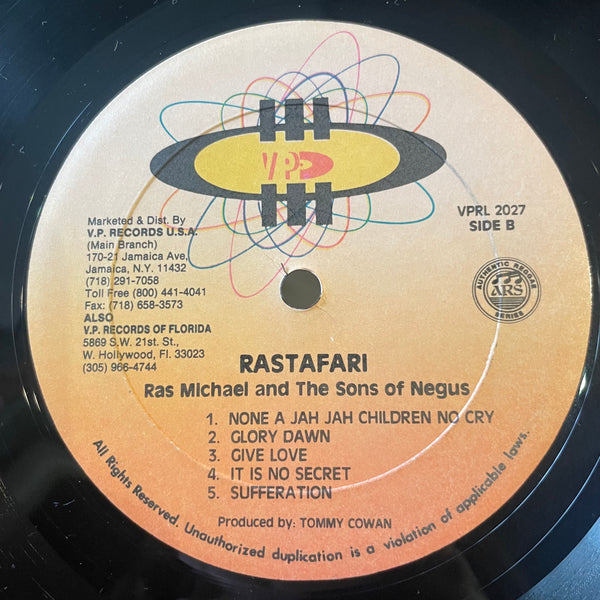 VP
Marketed & Dist. By
V.P. RECORDS U.S.A.
(Main Branch)
170-21 Jamaica Ave.
Jamaica, N.Y. 11432
(718) 291-7058
Toll Free (800) 441-4041
Fax: (718) 658-3573
ALSO
V.P. RECORDS OF FLORIDA
5869 S.W. 21st. St.,
W. Hollywood, Fl. 33023
(305) 966-4744
VPRL 2027
SIDE B
AUTHENTIC REGGAE
ARS
SERIES
RASTAFARI
Ras Michael and The Sons of Negus
1. NONE A JAH JAH CHILDREN NO CRY
2. GLORY DAWN
3. GIVE LOVE
4. IT IS NO SECRET
5. SUFFERATION
Produced by: TOMMY COWAN
All Rights Reserved. Unauthorized duplication is a violation of applicable laws.